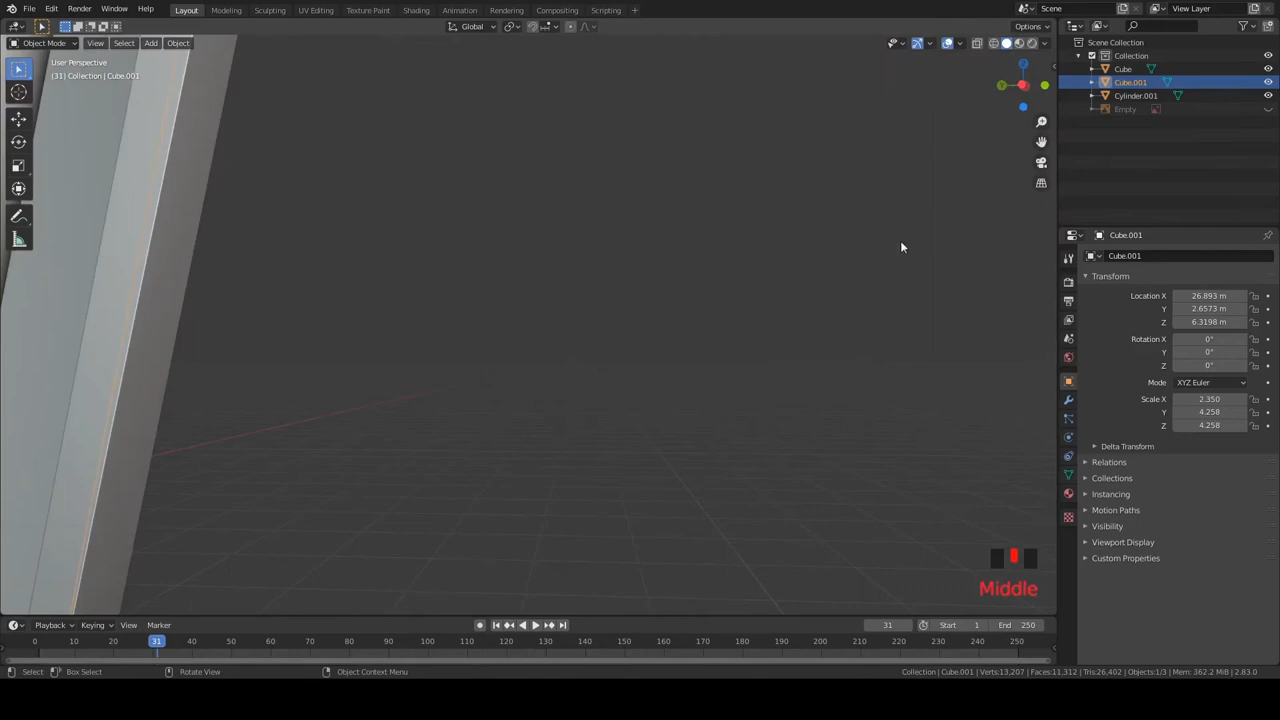 File Edit Render Window Help Layout Modeling Sculpting UV Editing Texture Paint Shading Animation Rendering Compositing Scripting + Scene View Layer
Global Options
Object Mode View Select Add Object
User Perspective
(31) Collection | Cube.001
Scene Collection
Collection
Cube
Cube.001
Cylinder.001
Empty
Cube.001
Cube.001
Transform
Location X 26.893 m
Y 2.6573 m
Z 6.3198 m
Rotation X 0°
Y 0°
Z 0°
Mode XYZ Euler
Scale X 2.350
Y 4.258
Z 4.258
Delta Transform
Relations
Collections
Instancing
Motion Paths
Visibility
Viewport Display
Custom Properties
Middle
Playback Keying View Marker 31 Start 1 End 250
0 10 20 31 40 50 60 70 80 90 100 110 120 130 140 150 160 170 180 190 200 210 220 230 240 250
Select Box Select Rotate View Object Context Menu Collection | Cube.001 | Verts:13,207 | Faces:11,312 | Tris:26,402 | Objects:1/3 | Mem: 362.2 MiB | 2.83.0